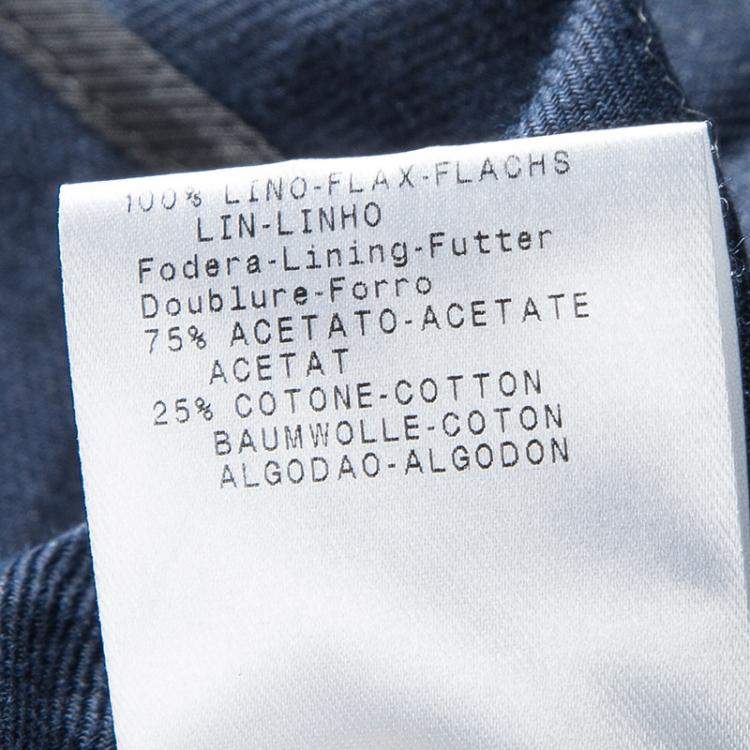 100% LINO-FLAX-FLACHS
LIN-LINHO
Fodera-Lining-Futter
Doublure-Forro
75% ACETATO-ACETATE
ACETAT
25% COTONE-COTTON
BAUMWOLLE-COTON
ALGODAO-ALGODON